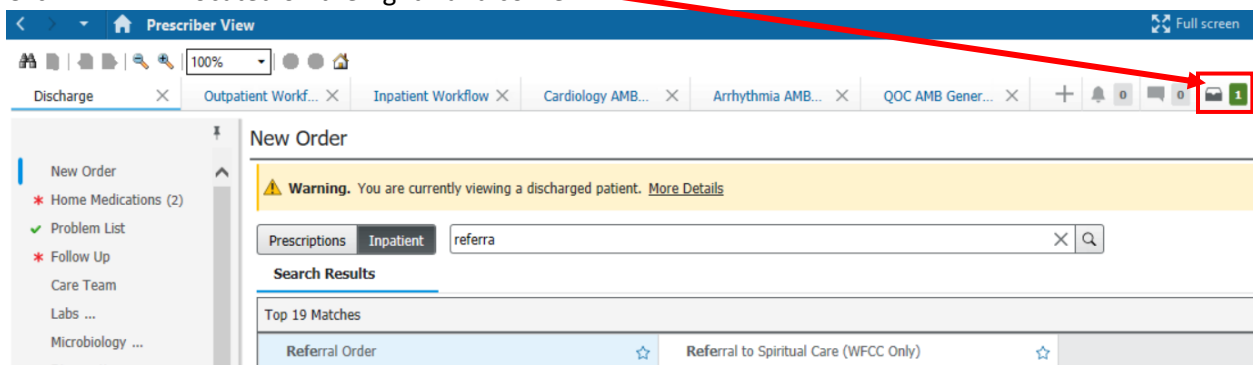 Prescriber View Full screen
100%
Discharge Outpatient Workf... Inpatient Workflow Cardiology AMB... Arrhythmia AMB... QOC AMB Gener... 0 0 1
New Order
New Order
Warning. You are currently viewing a discharged patient. More Details
Home Medications (2)
Problem List
Prescriptions Inpatient referra
Follow Up
Search Results
Care Team
Labs ...
Top 19 Matches
Microbiology ...
Referral Order Referral to Spiritual Care (WFCC Only)